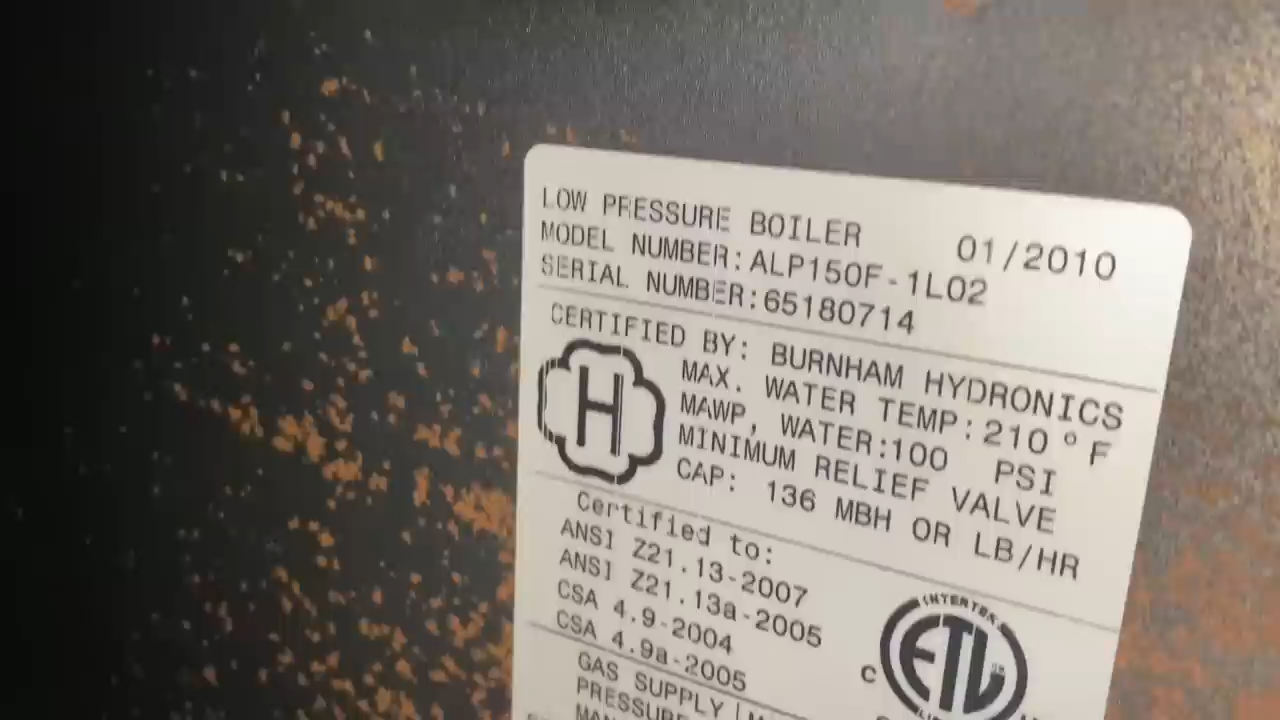 LOW PRESSURE BOILER 01/2010
MODEL NUMBER:ALP150F-1L02
SERIAL NUMBER:65180714
CERTIFIED BY: BURNHAM HYDRONICS
H
MAX. WATER TEMP:210°F
MAWP, WATER:100 PSI
MINIMUM RELIEF VALVE
CAP: 136 MBH OR LB/HR
Certified to:
ANSI Z21.13-2007
ANSI Z21.13a-2005
CSA 4.9-2004
CSA 4.9a-2005
INTERTEK
C ETL
GAS SUPPLY